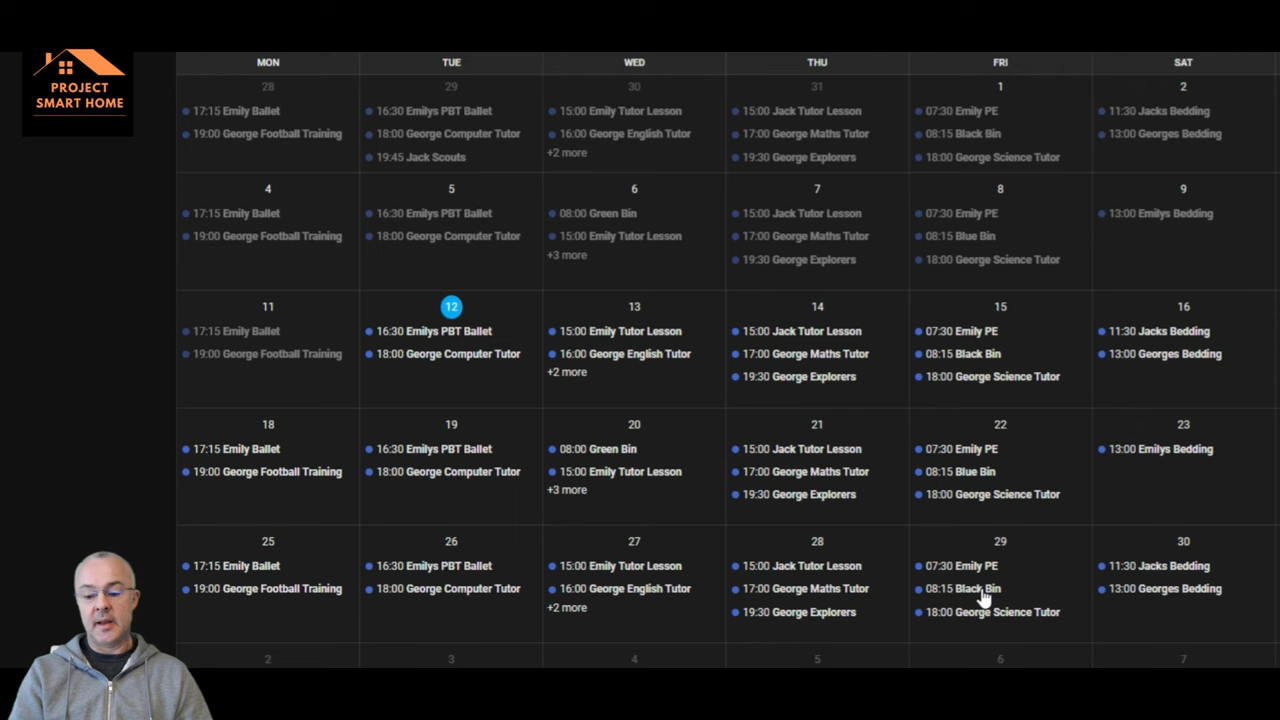 PROJECT
SMART HOME
MON TUE WED THU FRI SAT
28 29 30 31 1 2
17:15 Emily Ballet 16:30 Emilys PBT Ballet 15:00 Emily Tutor Lesson 15:00 Jack Tutor Lesson 07:30 Emily PE 11:30 Jacks Bedding
19:00 George Football Training 18:00 George Computer Tutor 16:00 George English Tutor 17:00 George Maths Tutor 08:15 Black Bin 13:00 Georges Bedding
19:45 Jack Scouts +2 more 19:30 George Explorers 18:00 George Science Tutor
4 5 6 7 8 9
17:15 Emily Ballet 16:30 Emilys PBT Ballet 08:00 Green Bin 15:00 Jack Tutor Lesson 07:30 Emily PE 13:00 Emilys Bedding
19:00 George Football Training 18:00 George Computer Tutor 15:00 Emily Tutor Lesson 17:00 George Maths Tutor 08:15 Blue Bin
+3 more 19:30 George Explorers 18:00 George Science Tutor
11 12 13 14 15 16
17:15 Emily Ballet 16:30 Emilys PBT Ballet 15:00 Emily Tutor Lesson 15:00 Jack Tutor Lesson 07:30 Emily PE 11:30 Jacks Bedding
19:00 George Football Training 18:00 George Computer Tutor 16:00 George English Tutor 17:00 George Maths Tutor 08:15 Black Bin 13:00 Georges Bedding
+2 more 19:30 George Explorers 18:00 George Science Tutor
18 19 20 21 22 23
17:15 Emily Ballet 16:30 Emilys PBT Ballet 08:00 Green Bin 15:00 Jack Tutor Lesson 07:30 Emily PE 13:00 Emilys Bedding
19:00 George Football Training 18:00 George Computer Tutor 15:00 Emily Tutor Lesson 17:00 George Maths Tutor 08:15 Blue Bin
+3 more 19:30 George Explorers 18:00 George Science Tutor
25 26 27 28 29 30
17:15 Emily Ballet 16:30 Emilys PBT Ballet 15:00 Emily Tutor Lesson 15:00 Jack Tutor Lesson 07:30 Emily PE 11:30 Jacks Bedding
19:00 George Football Training 18:00 George Computer Tutor 16:00 George English Tutor 17:00 George Maths Tutor 08:15 Black Bin 13:00 Georges Bedding
+2 more 19:30 George Explorers 18:00 George Science Tutor
2 3 4 5 6 7